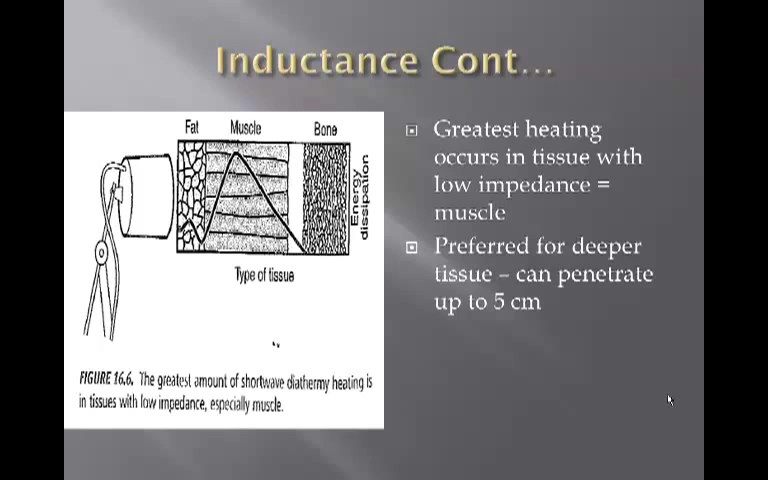 Inductance Cont...
Fat Muscle Bone
Energy
dissipation
Type of tissue
FIGURE 16.6. The greatest amount of shortwave diathermy heating is
in tissues with low impedance, especially muscle.
Greatest heating
occurs in tissue with
low impedance =
muscle
Preferred for deeper
tissue – can penetrate
up to 5 cm